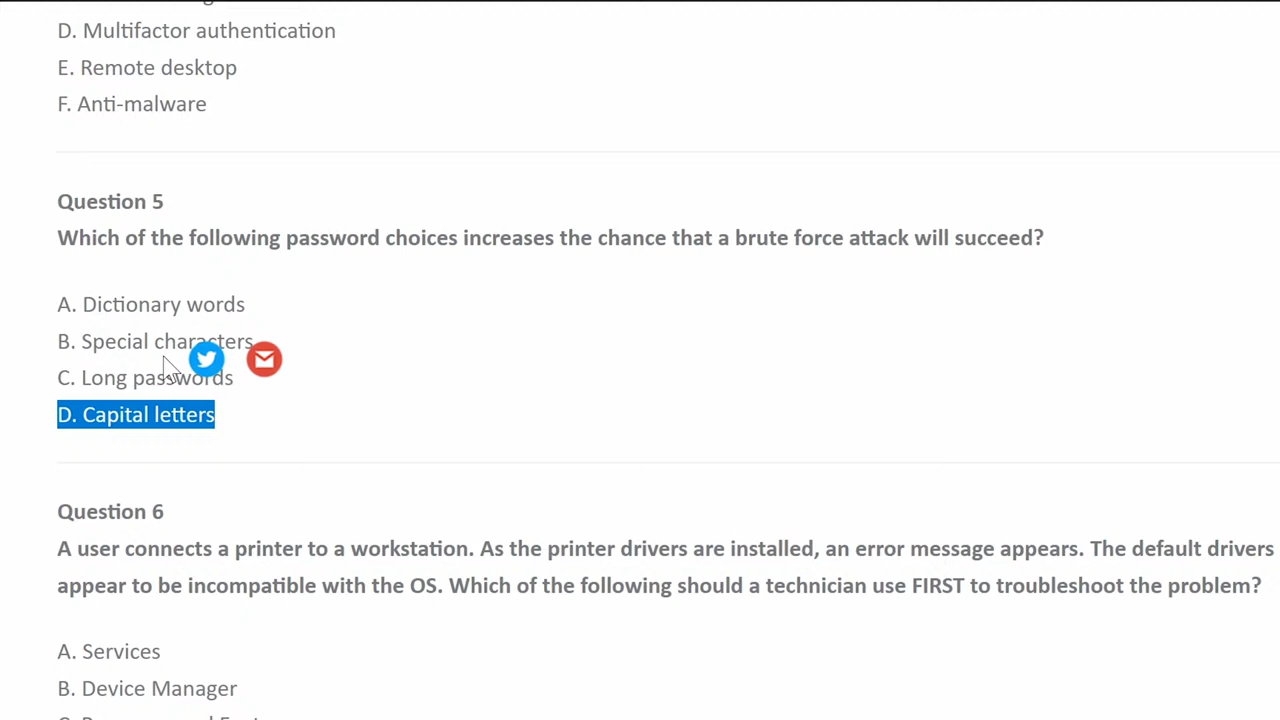 D. Multifactor authentication
E. Remote desktop
F. Anti-malware
Question 5
Which of the following password choices increases the chance that a brute force attack will succeed?
A. Dictionary words
B. Special characters
C. Long passwords
D. Capital letters
Question 6
A user connects a printer to a workstation. As the printer drivers are installed, an error message appears. The default drivers
appear to be incompatible with the OS. Which of the following should a technician use FIRST to troubleshoot the problem?
A. Services
B. Device Manager